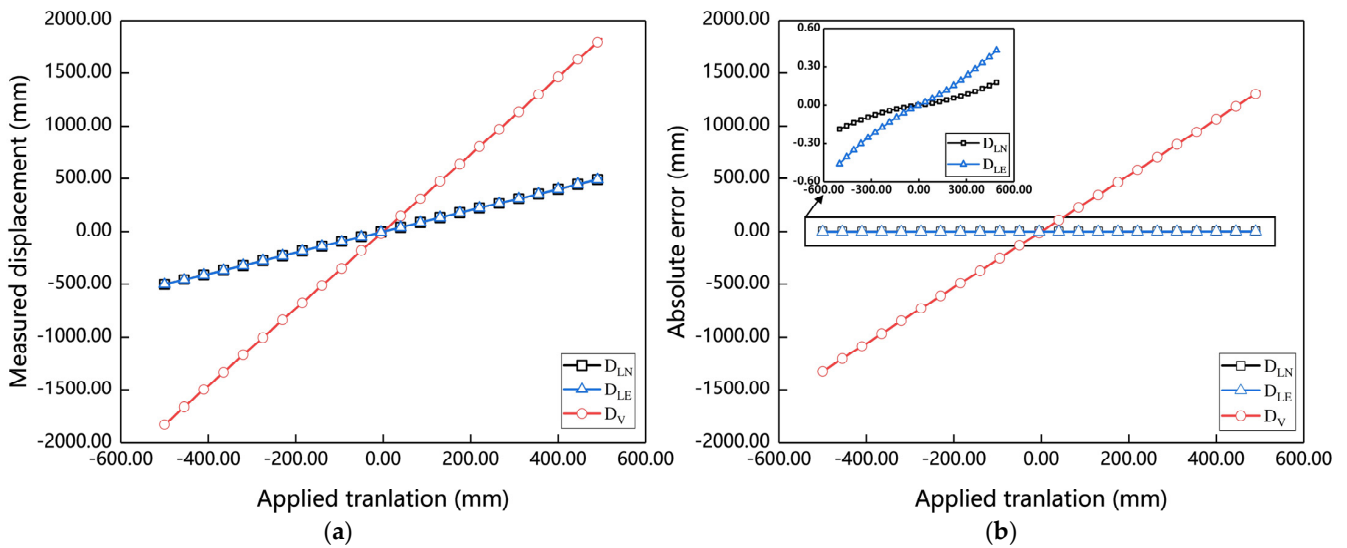 2000.00
1500.00
1000.00
500.00
0.00
-500.00
-1000.00
-1500.00
-2000.00
Measured displacement (mm)
-600.00 -400.00 -200.00 0.00 200.00 400.00 600.00
Applied tranlation (mm)
D_LN
D_LE
D_V
(a)
2000.00
1500.00
1000.00
500.00
0.00
-500.00
-1000.00
-1500.00
-2000.00
Absolute error (mm)
-600.00 -400.00 -200.00 0.00 200.00 400.00 600.00
Applied tranlation (mm)
0.60
0.30
0.00
-0.30
-0.60
-600.00 -300.00 0.00 300.00 600.00
D_LN
D_LE
D_LN
D_LE
D_V
(b)